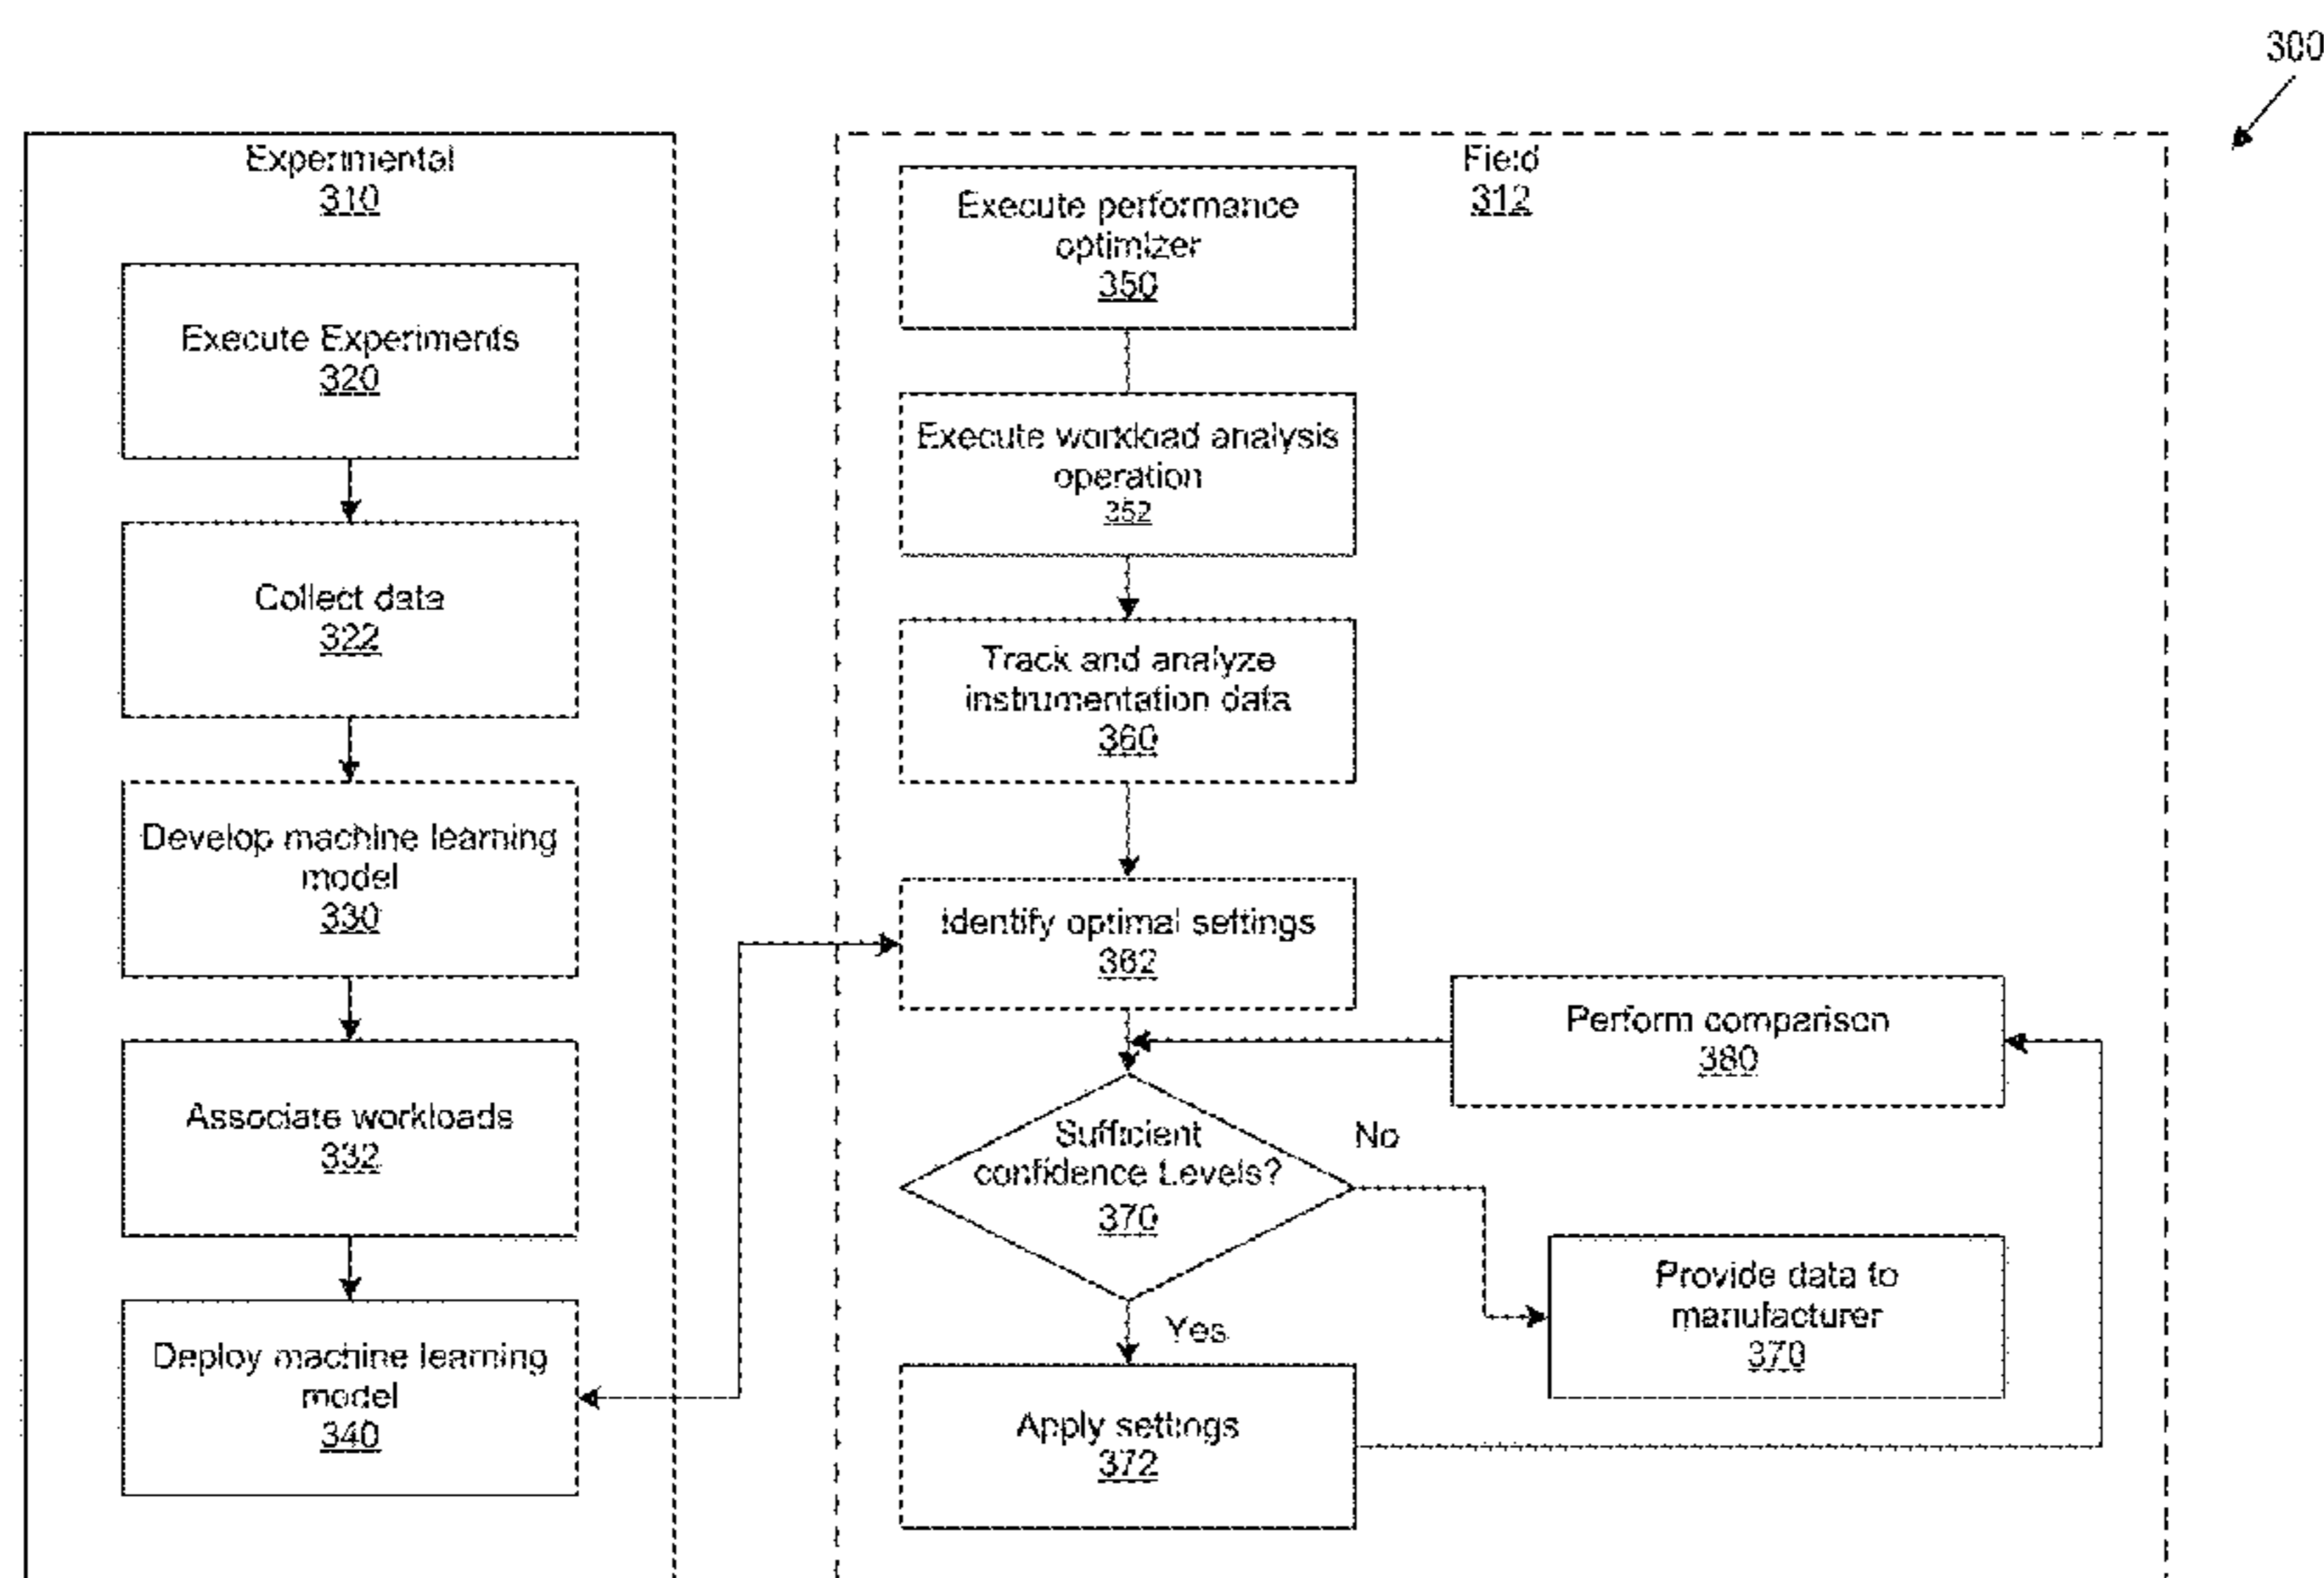 300
Experimental
310
Execute Experiments
320
Collect data
322
Develop machine learning
model
330
Associate workloads
332
Deploy machine learning
model
340
Field
312
Execute performance
optimizer
350
Execute workload analysis
operation
352
Track and analyze
instrumentation data
360
Identify optimal settings
362
Perform comparison
380
Sufficient
confidence Levels?
370
No
Yes
Provide data to
manufacturer
370
Apply settings
372